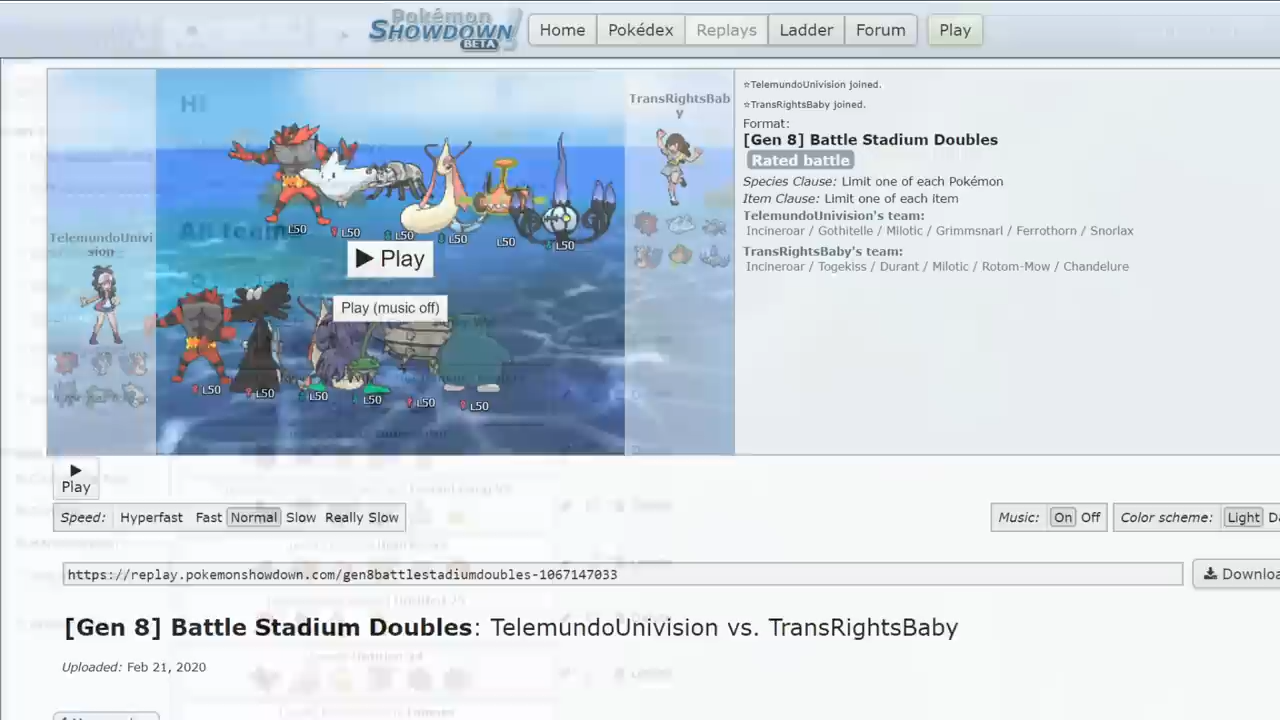 Pokémon
SHOWDOWN
BETA
Home
Pokédex
Replays
Ladder
Forum
Play
TransRightsBab
y
TelemundoUnivi
sion
L50
L50
L50
L50
L50
L50
▶ Play
Play (music off)
L50
L50
L50
L50
L50
L50
☆TelemundoUnivision joined.
☆TransRightsBaby joined.
Format:
[Gen 8] Battle Stadium Doubles
Rated battle
Species Clause: Limit one of each Pokémon
Item Clause: Limit one of each item
TelemundoUnivision's team:
Incineroar / Gothitelle / Milotic / Grimmsnarl / Ferrothorn / Snorlax
TransRightsBaby's team:
Incineroar / Togekiss / Durant / Milotic / Rotom-Mow / Chandelure
▶
Play
Speed: Hyperfast Fast Normal Slow Really Slow
Music: On Off
Color scheme: Light Da
https://replay.pokemonshowdown.com/gen8battlestadiumdoubles-1067147033
Downloa
[Gen 8] Battle Stadium Doubles: TelemundoUnivision vs. TransRightsBaby
Uploaded: Feb 21, 2020